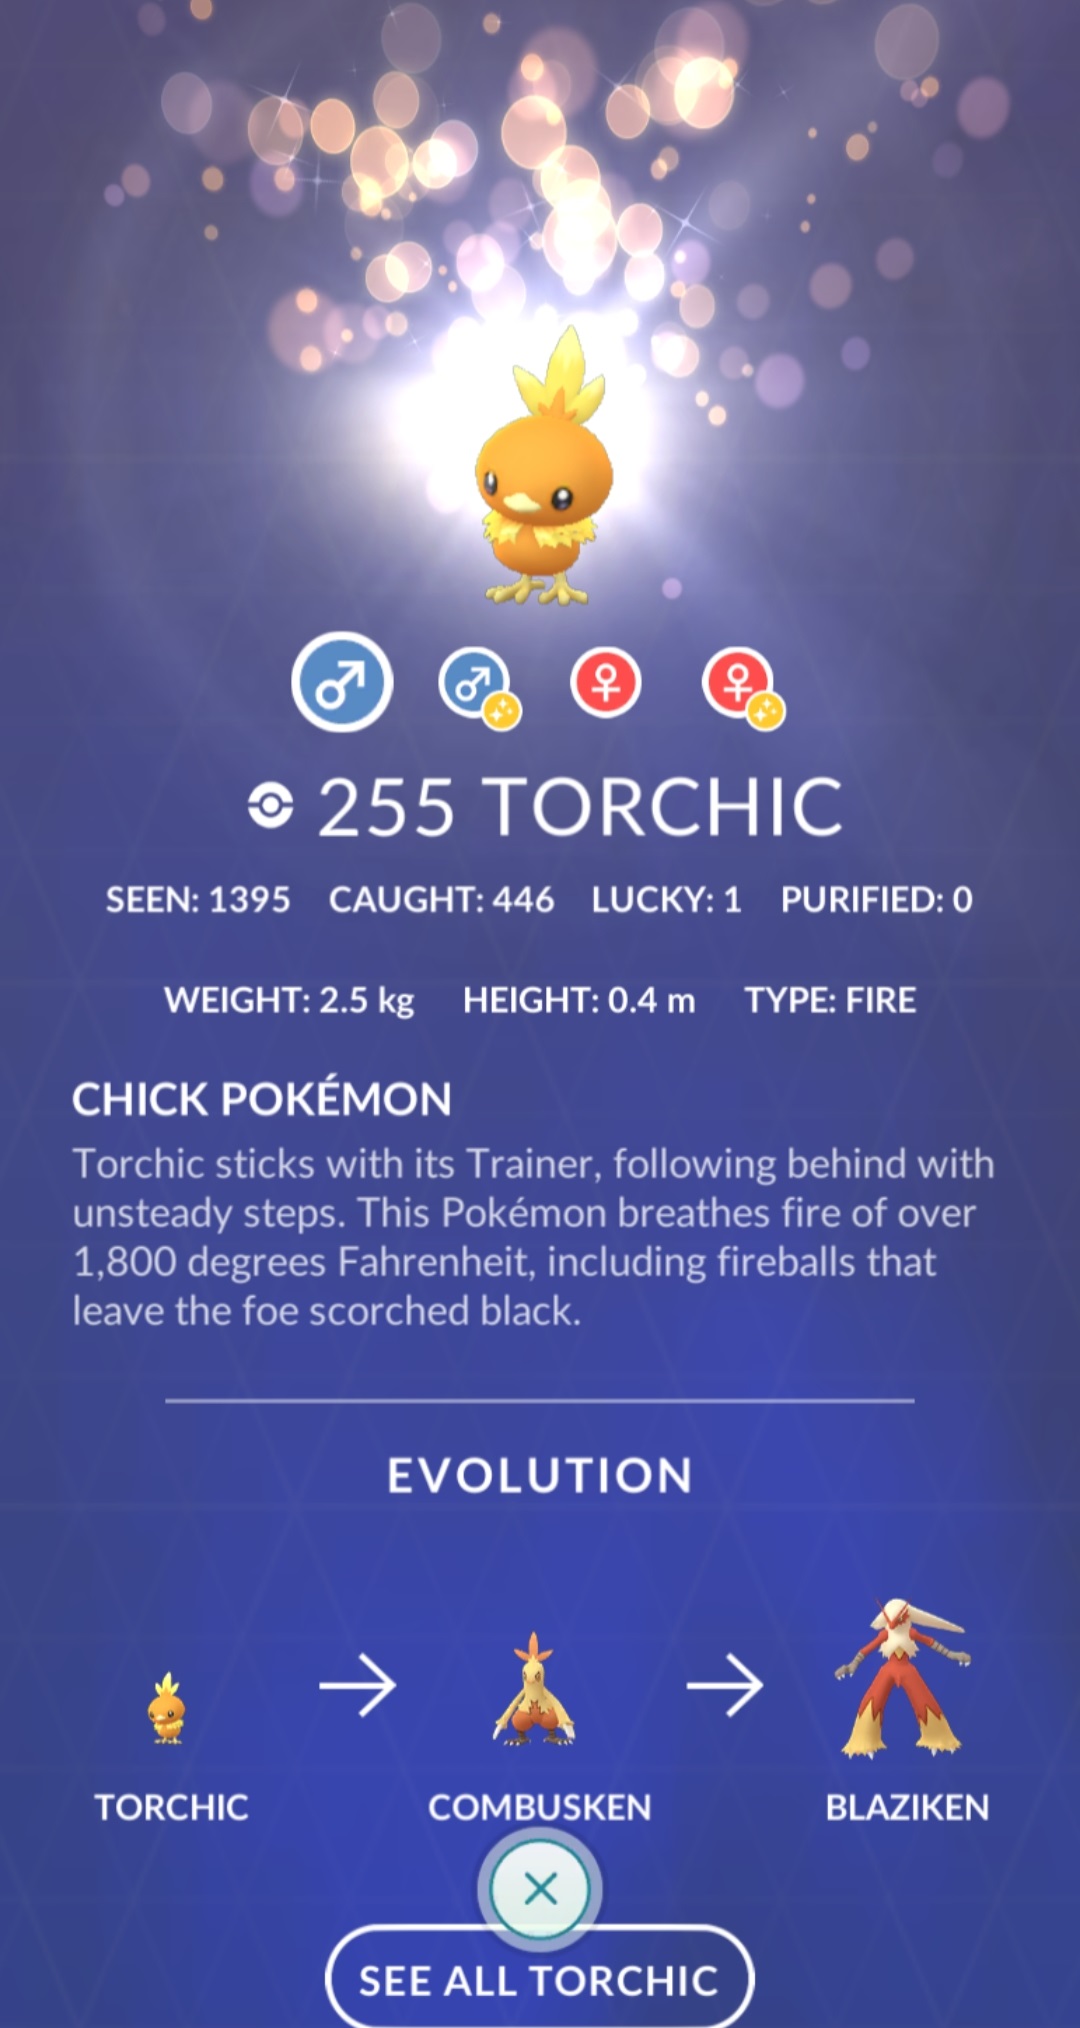 255 TORCHIC
SEEN: 1395 CAUGHT: 446 LUCKY: 1 PURIFIED: 0
WEIGHT: 2.5 kg HEIGHT: 0.4 m TYPE: FIRE
CHICK POKÉMON
Torchic sticks with its Trainer, following behind with
unsteady steps. This Pokémon breathes fire of over
1,800 degrees Fahrenheit, including fireballs that
leave the foe scorched black.
EVOLUTION
TORCHIC COMBUSKEN BLAZIKEN
SEE ALL TORCHIC